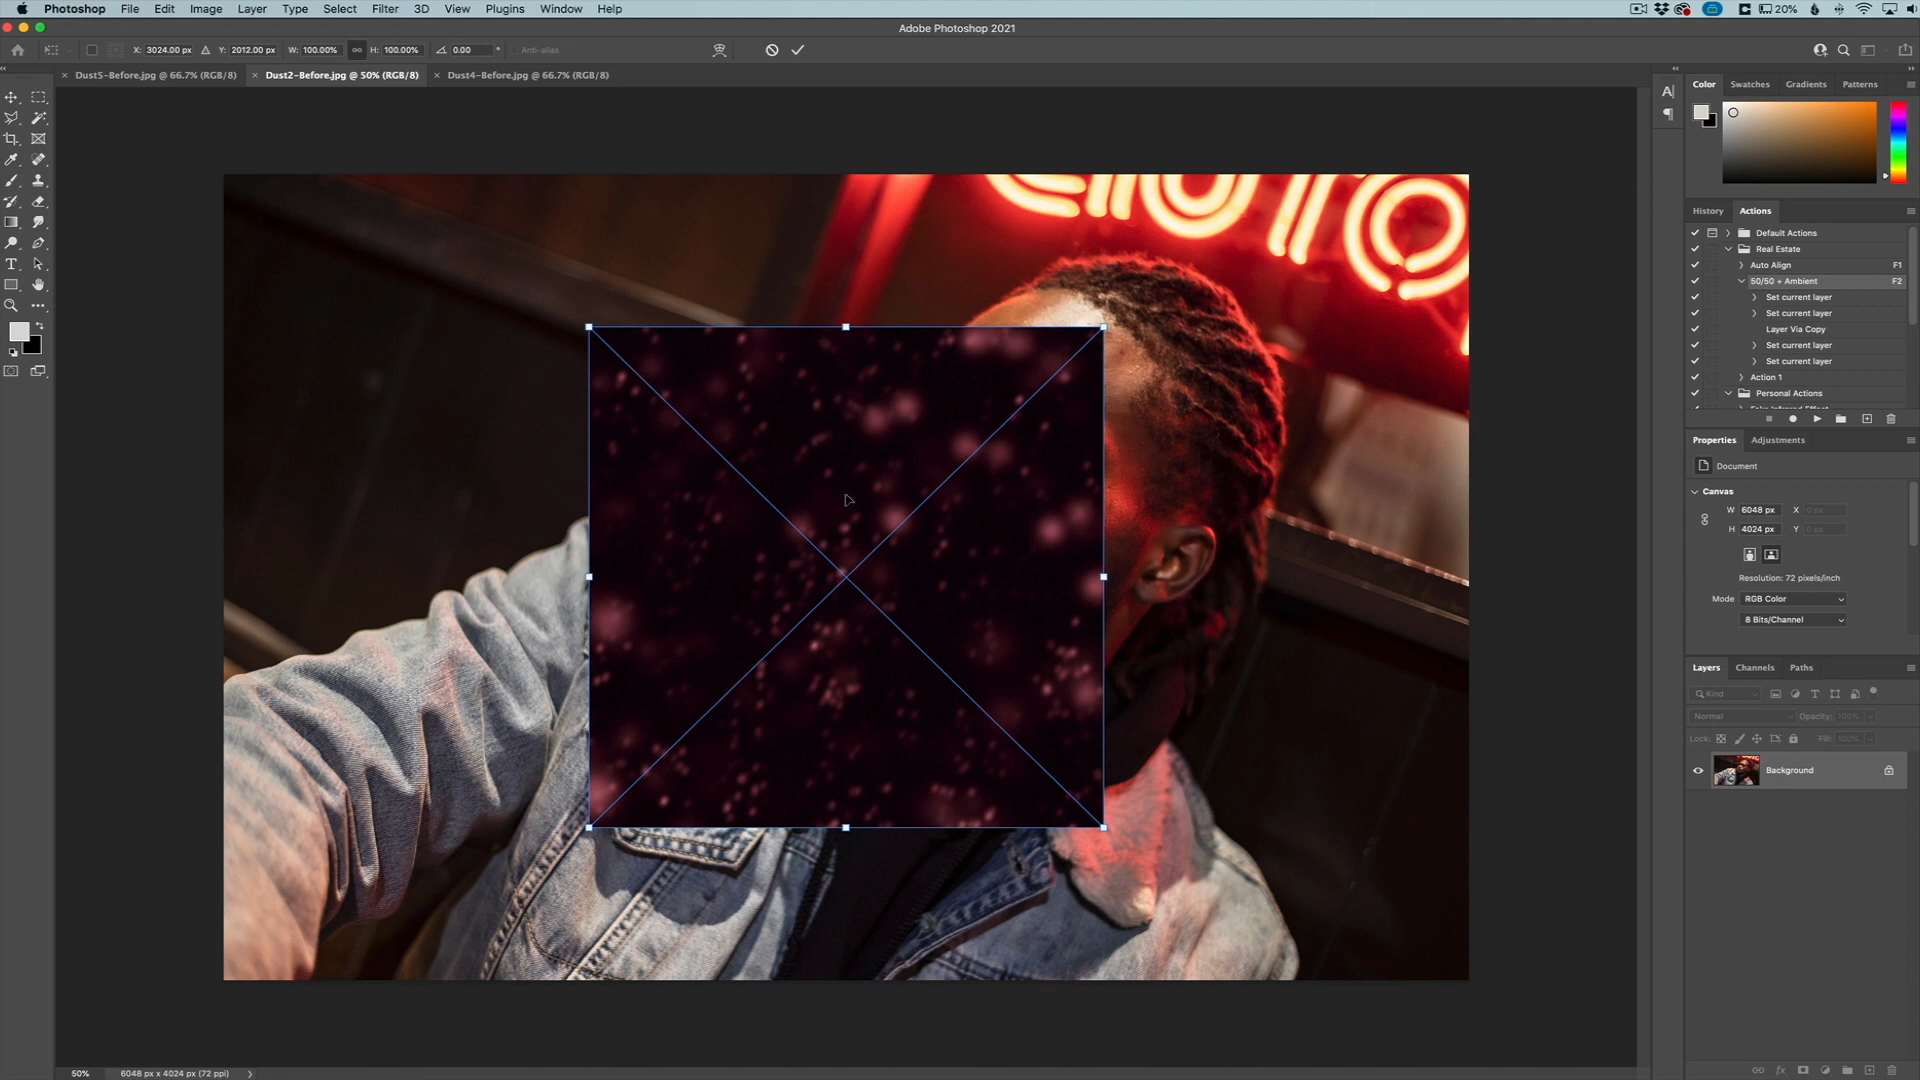 Photoshop File Edit Image Layer Type Select Filter 3D View Plugins Window Help 20%
Adobe Photoshop 2021
X: 3024.00 px Y: 2012.00 px W: 100.00% H: 100.00% 0.00 ° Anti-alias
Dust5-Before.jpg @ 66.7% (RGB/8) Dust2-Before.jpg @ 50% (RGB/8) Dust4-Before.jpg @ 66.7% (RGB/8)
Color Swatches Gradients Patterns
History Actions
Default Actions
Real Estate
Auto Align F1
50/50 + Ambient F2
Set current layer
Set current layer
Layer Via Copy
Set current layer
Set current layer
Action 1
Personal Actions
Properties Adjustments
Document
Canvas
W 6048 px X 0 px
H 4024 px Y 0 px
Resolution: 72 pixels/inch
Mode RGB Color
8 Bits/Channel
Layers Channels Paths
Kind
Normal Opacity: 100%
Lock: Fill: 100%
Background
50% 6048 px x 4024 px (72 ppi)